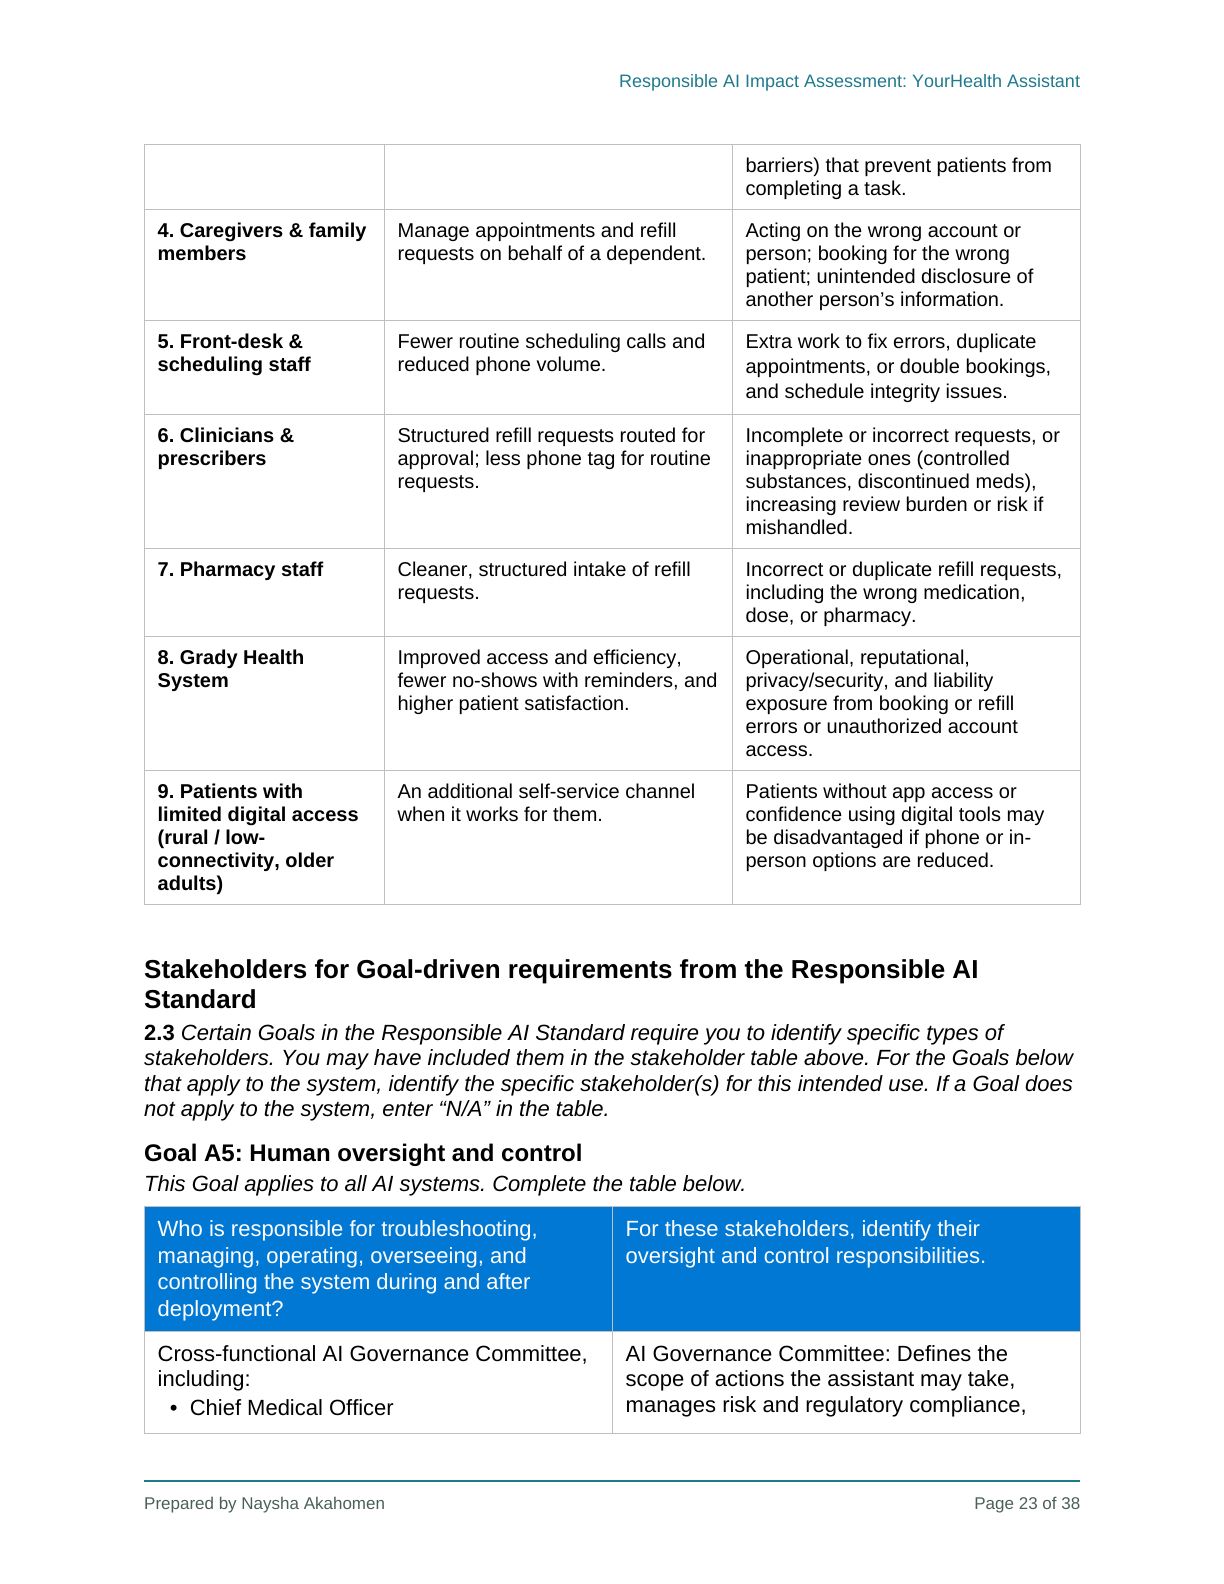 Responsible AI Impact Assessment: YourHealth Assistant
barriers) that prevent patients from
completing a task.
4. Caregivers & family
members
Manage appointments and refill
requests on behalf of a dependent.
Acting on the wrong account or
person; booking for the wrong
patient; unintended disclosure of
another person’s information.
5. Front-desk &
scheduling staff
Fewer routine scheduling calls and
reduced phone volume.
Extra work to fix errors, duplicate
appointments, or double bookings,
and schedule integrity issues.
6. Clinicians &
prescribers
Structured refill requests routed for
approval; less phone tag for routine
requests.
Incomplete or incorrect requests, or
inappropriate ones (controlled
substances, discontinued meds),
increasing review burden or risk if
mishandled.
7. Pharmacy staff
Cleaner, structured intake of refill
requests.
Incorrect or duplicate refill requests,
including the wrong medication,
dose, or pharmacy.
8. Grady Health
System
Improved access and efficiency,
fewer no-shows with reminders, and
higher patient satisfaction.
Operational, reputational,
privacy/security, and liability
exposure from booking or refill
errors or unauthorized account
access.
9. Patients with
limited digital access
(rural / low-
connectivity, older
adults)
An additional self-service channel
when it works for them.
Patients without app access or
confidence using digital tools may
be disadvantaged if phone or in-
person options are reduced.
Stakeholders for Goal-driven requirements from the Responsible AI
Standard
2.3 Certain Goals in the Responsible AI Standard require you to identify specific types of
stakeholders. You may have included them in the stakeholder table above. For the Goals below
that apply to the system, identify the specific stakeholder(s) for this intended use. If a Goal does
not apply to the system, enter “N/A” in the table.
Goal A5: Human oversight and control
This Goal applies to all AI systems. Complete the table below.
Who is responsible for troubleshooting,
managing, operating, overseeing, and
controlling the system during and after
deployment?
For these stakeholders, identify their
oversight and control responsibilities.
Cross-functional AI Governance Committee,
including:
• Chief Medical Officer
AI Governance Committee: Defines the
scope of actions the assistant may take,
manages risk and regulatory compliance,
Prepared by Naysha Akahomen
Page 23 of 38